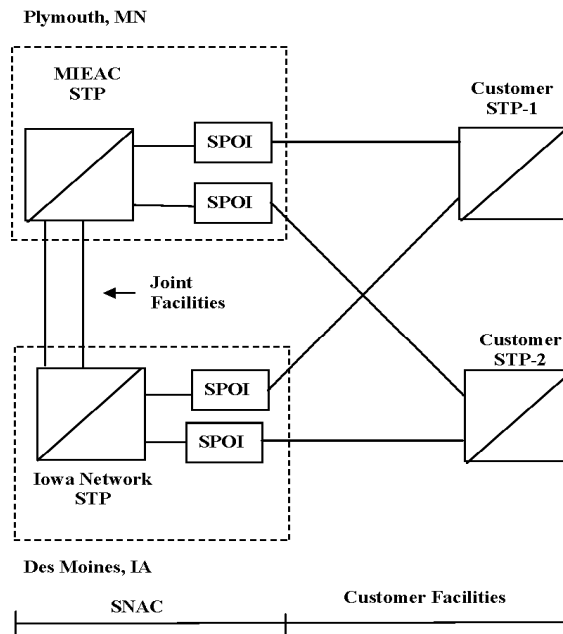 Plymouth, MN
MIEAC
STP
SPOI
SPOI
Customer
STP-1
Joint
Facilities
Customer
STP-2
SPOI
SPOI
Iowa Network
STP
Des Moines, IA
SNAC
Customer Facilities